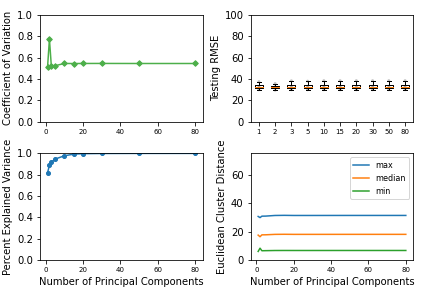 Coefficient of Variation
1.0
0.8
0.6
0.4
0.2
0.0
0 20 40 60 80
Testing RMSE
100
80
60
40
20
0
1 2 3 5 10 15 20 30 50 80
Percent Explained Variance
1.0
0.8
0.6
0.4
0.2
0.0
0 20 40 60 80
Number of Principal Components
Euclidean Cluster Distance
60
40
20
0
max
median
min
0 20 40 60 80
Number of Principal Components